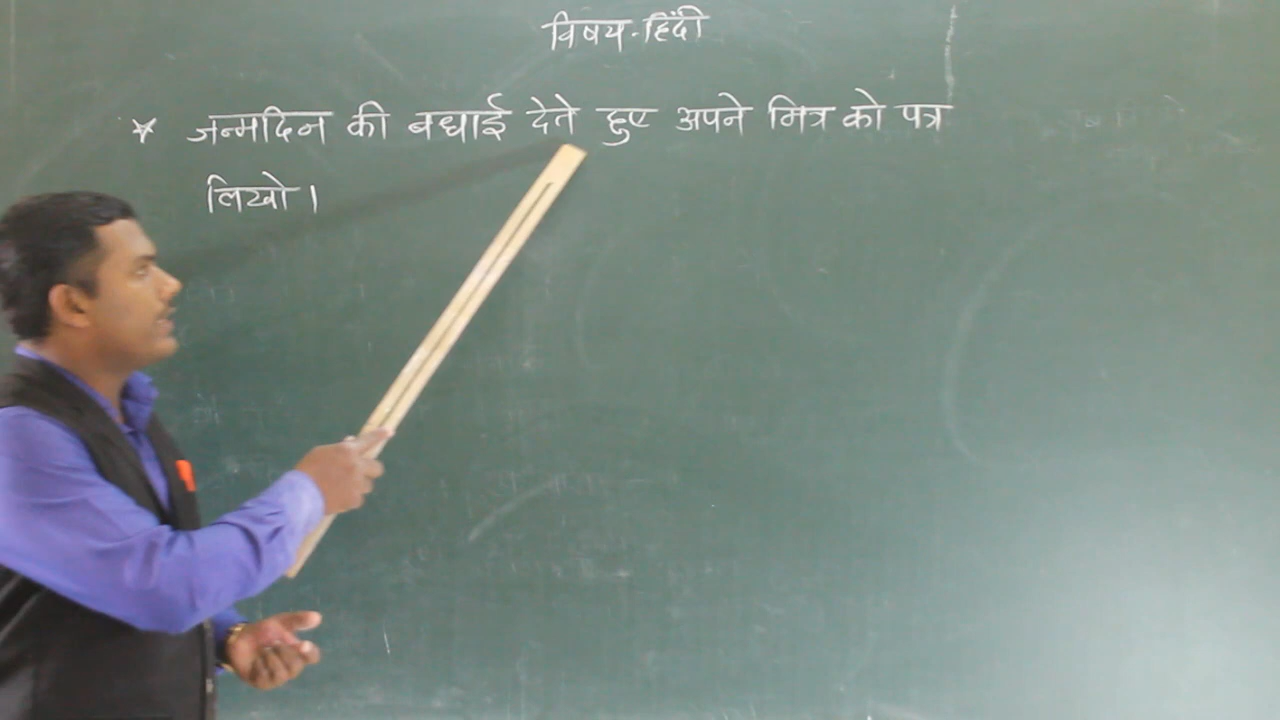 विषय-हिंदी
* जन्मदिन की बधाई देते हुए अपने मित्र को पत्र
लिखो।